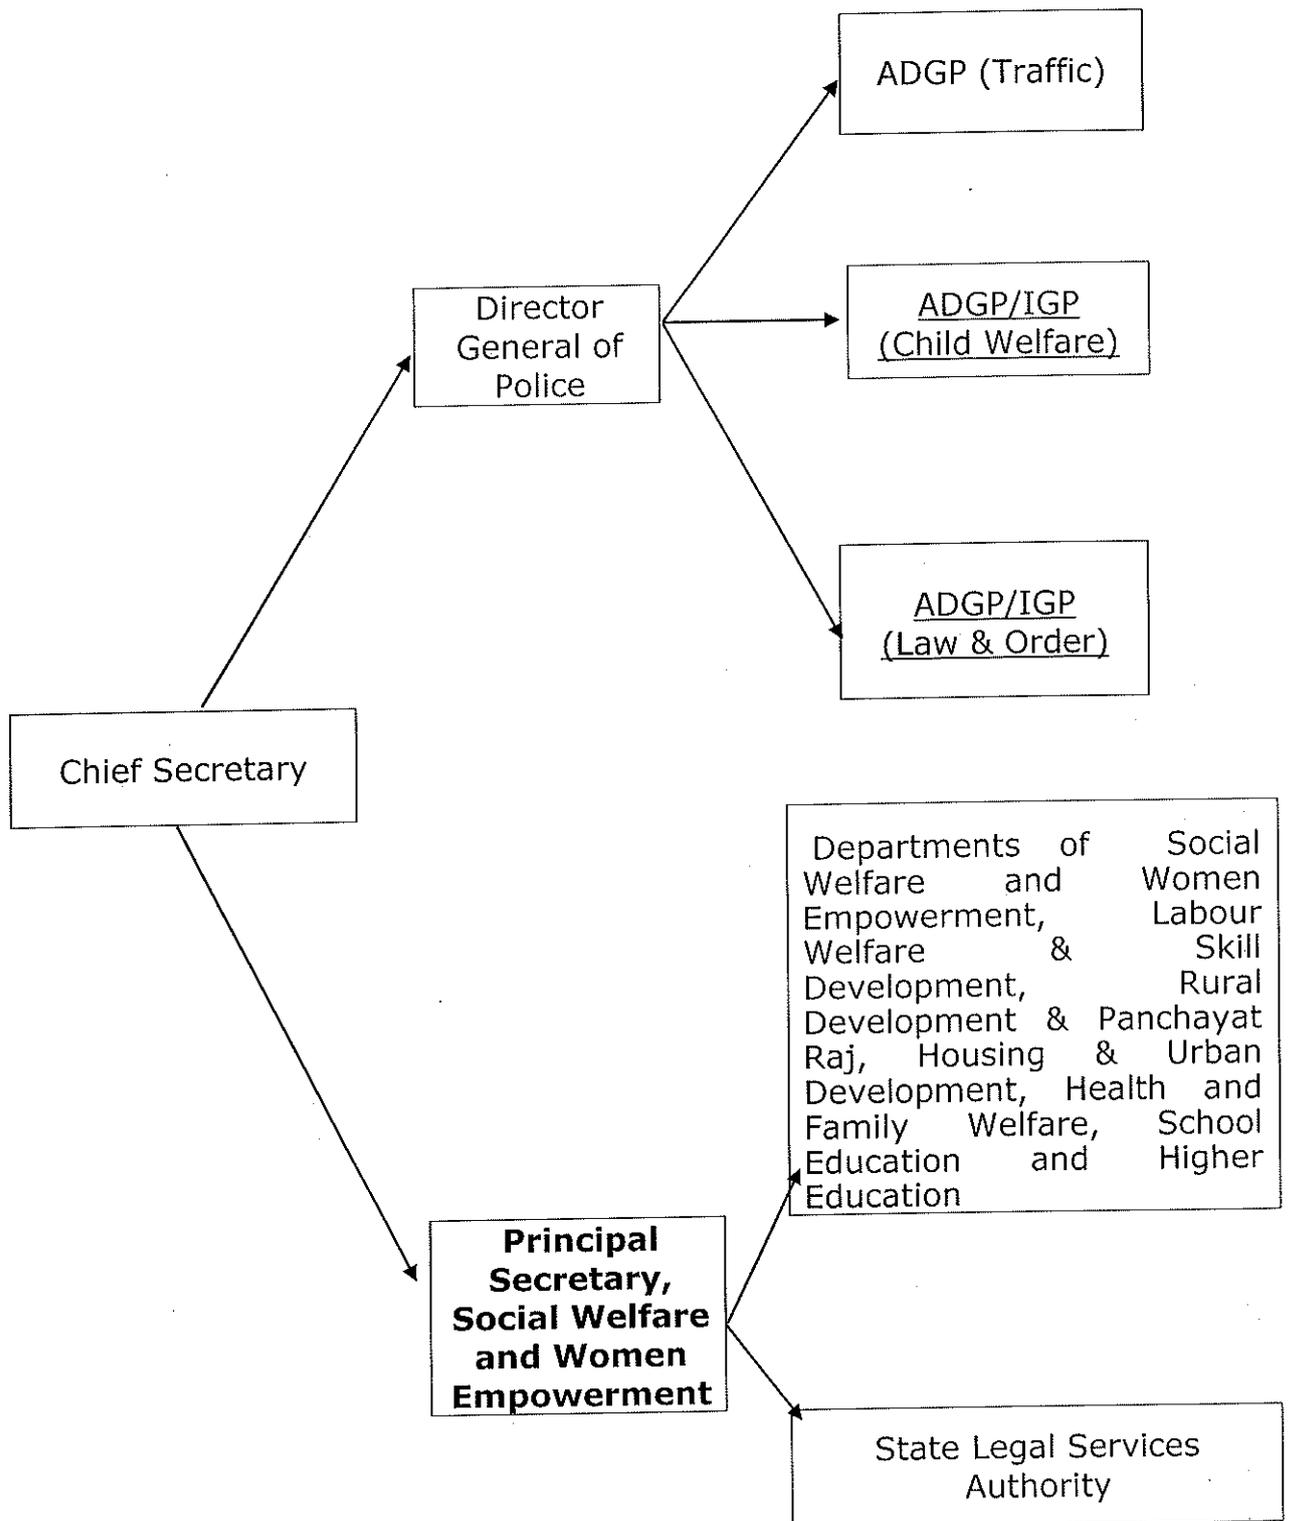 ADGP (Traffic)
Director
General of
Police
ADGP/IGP
(Child Welfare)
ADGP/IGP
(Law & Order)
Chief Secretary
Departments of Social
Welfare and Women
Empowerment, Labour
Welfare & Skill
Development, Rural
Development & Panchayat
Raj, Housing & Urban
Development, Health and
Family Welfare, School
Education and Higher
Education
Principal
Secretary,
Social Welfare
and Women
Empowerment
State Legal Services
Authority